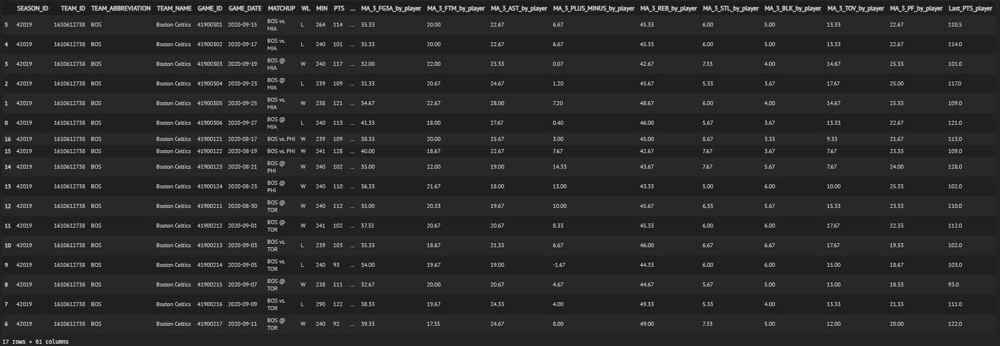 SEASON_ID TEAM_ID TEAM_ABBREVIATION TEAM_NAME GAME_ID GAME_DATE MATCHUP WL MIN PTS ... MA_3_FG3A_by_player MA_3_FTM_by_player MA_3_AST_by_player MA_3_PLUS_MINUS_by_player MA_3_REB_by_player MA_3_STL_by_player MA_3_BLK_by_player MA_3_TOV_by_player MA_3_PF_by_player Last_PTS_player
5 42019 1610612738 BOS Boston Celtics 41900301 2020-09-15 BOS vs. MIA L 264 114 ... 35.33 20.00 22.67 6.67 45.33 6.00 5.00 13.33 22.67 110.5
4 42019 1610612738 BOS Boston Celtics 41900302 2020-09-17 BOS vs. MIA L 240 101 ... 35.33 20.00 22.67 6.67 45.33 6.00 5.00 13.33 22.67 114.0
3 42019 1610612738 BOS Boston Celtics 41900303 2020-09-19 BOS @ MIA W 240 117 ... 32.00 22.00 23.33 0.07 42.67 7.33 4.00 14.67 25.33 101.0
2 42019 1610612738 BOS Boston Celtics 41900304 2020-09-23 BOS @ MIA L 239 109 ... 31.33 20.67 24.67 1.20 45.67 5.33 3.67 17.67 25.00 117.0
1 42019 1610612738 BOS Boston Celtics 41900305 2020-09-25 BOS vs. MIA W 238 121 ... 34.67 22.67 28.00 7.20 48.67 6.00 4.00 14.67 25.33 109.0
0 42019 1610612738 BOS Boston Celtics 41900306 2020-09-27 BOS @ MIA L 240 113 ... 41.33 18.00 27.67 0.40 46.00 5.67 3.67 13.33 22.67 121.0
16 42019 1610612738 BOS Boston Celtics 41900121 2020-08-17 BOS vs. PHI W 239 109 ... 38.33 20.00 25.67 3.00 45.00 8.67 3.33 9.33 21.67 113.0
15 42019 1610612738 BOS Boston Celtics 41900122 2020-08-19 BOS vs. PHI W 241 128 ... 40.00 18.67 22.67 7.67 42.67 7.67 3.67 7.67 23.33 109.0
14 42019 1610612738 BOS Boston Celtics 41900123 2020-08-21 BOS @ PHI W 240 102 ... 35.00 22.00 19.00 14.33 43.67 7.67 5.67 7.67 24.00 128.0
13 42019 1610612738 BOS Boston Celtics 41900124 2020-08-23 BOS @ PHI W 240 110 ... 36.33 21.67 18.00 13.00 43.33 5.00 6.00 10.00 25.33 102.0
12 42019 1610612738 BOS Boston Celtics 41900211 2020-08-30 BOS @ TOR W 240 112 ... 35.00 20.33 19.67 10.00 45.67 6.33 5.67 15.33 23.33 110.0
11 42019 1610612738 BOS Boston Celtics 41900212 2020-09-01 BOS @ TOR W 241 102 ... 37.33 20.67 20.67 8.33 45.33 6.00 6.00 17.67 22.33 112.0
10 42019 1610612738 BOS Boston Celtics 41900213 2020-09-03 BOS vs. TOR L 239 103 ... 35.33 18.67 21.33 6.67 46.00 6.67 6.67 17.67 19.33 102.0
9 42019 1610612738 BOS Boston Celtics 41900214 2020-09-05 BOS vs. TOR L 240 93 ... 34.00 19.67 19.00 -1.67 44.33 6.00 6.00 15.00 18.67 103.0
8 42019 1610612738 BOS Boston Celtics 41900215 2020-09-07 BOS @ TOR W 238 111 ... 32.67 20.00 20.67 4.67 44.67 5.67 5.00 13.00 18.33 93.0
7 42019 1610612738 BOS Boston Celtics 41900216 2020-09-09 BOS vs. TOR L 290 122 ... 38.33 19.67 24.33 4.00 49.33 5.33 4.00 13.33 21.33 111.0
6 42019 1610612738 BOS Boston Celtics 41900217 2020-09-11 BOS @ TOR W 240 92 ... 39.33 17.33 24.67 8.00 49.00 7.33 5.00 12.00 20.00 122.0
17 rows × 61 columns